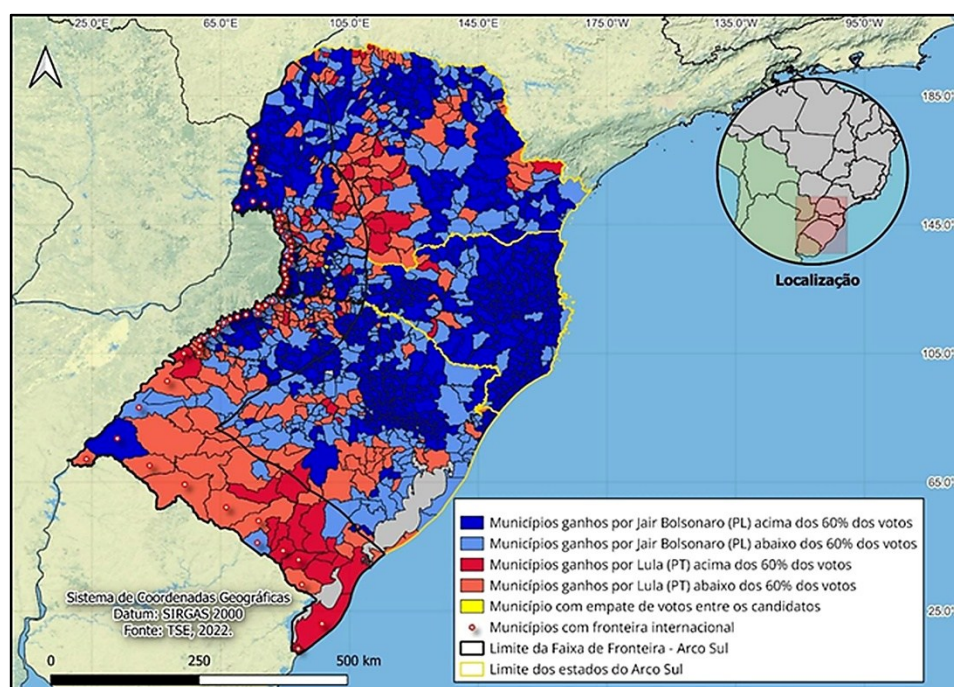 25.0°E
65.0°E
105.0°E
145.0°E
175.0°W
135.0°W
95.0°W
185.0°
145.0°
105.0°
65.0°
25.0°
Localização
Municípios ganhos por Jair Bolsonaro (PL) acima dos 60% dos votos
Municípios ganhos por Jair Bolsonaro (PL) abaixo dos 60% dos votos
Municípios ganhos por Lula (PT) acima dos 60% dos votos
Municípios ganhos por Lula (PT) abaixo dos 60% dos votos
Município com empate de votos entre os candidatos
Municípios com fronteira internacional
Limite da Faixa de Fronteira - Arco Sul
Limite dos estados do Arco Sul
Sistema de Coordenadas Geográficas
Datum: SIRGAS 2000
Fonte: TSE, 2022.
0 250 500 km